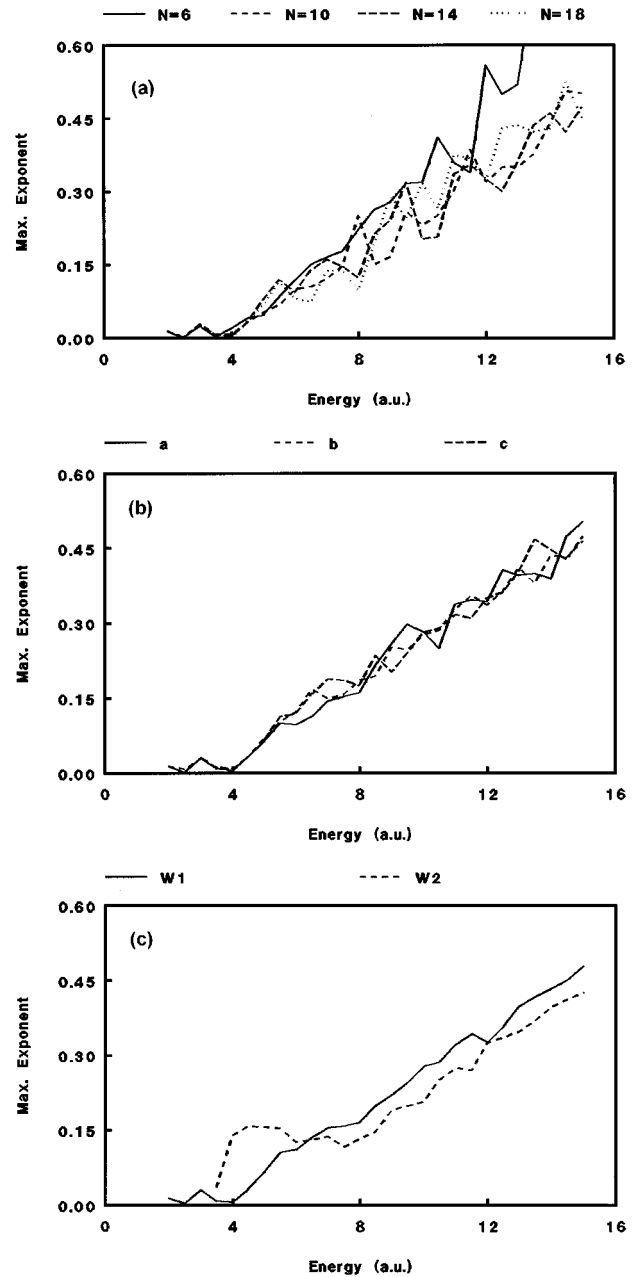 N=6 N=10 N=14 N=18
0.60
(a)
0.45
Max. Exponent
0.30
0.15
0.00
0 4 8 12 16
Energy (a.u.)
a b c
0.60
(b)
0.45
Max. Exponent
0.30
0.15
0.00
0 4 8 12 16
Energy (a.u.)
W1 W2
0.60
(c)
0.45
Max. Exponent
0.30
0.15
0.00
0 4 8 12 16
Energy (a.u.)